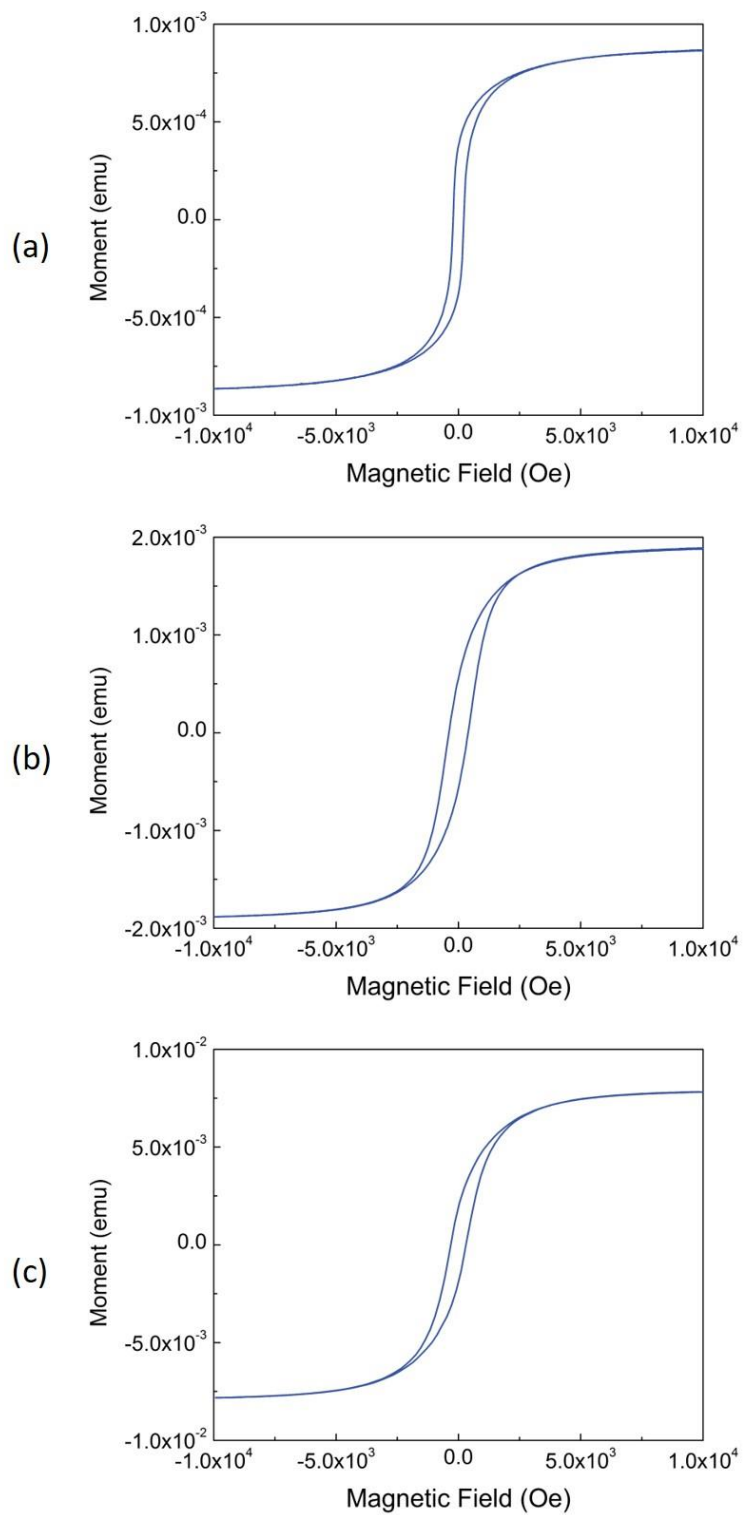 (a)
Moment (emu)
1.0x10⁻³
5.0x10⁻⁴
0.0
-5.0x10⁻⁴
-1.0x10⁻³
-1.0x10⁴ -5.0x10³ 0.0 5.0x10³ 1.0x10⁴
Magnetic Field (Oe)
(b)
Moment (emu)
2.0x10⁻³
1.0x10⁻³
0.0
-1.0x10⁻³
-2.0x10⁻³
-1.0x10⁴ -5.0x10³ 0.0 5.0x10³ 1.0x10⁴
Magnetic Field (Oe)
(c)
Moment (emu)
1.0x10⁻²
5.0x10⁻³
0.0
-5.0x10⁻³
-1.0x10⁻²
-1.0x10⁴ -5.0x10³ 0.0 5.0x10³ 1.0x10⁴
Magnetic Field (Oe)